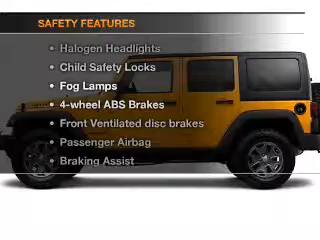 SAFETY FEATURES
• Halogen Headlights
• Child Safety Locks
• Fog Lamps
• 4-wheel ABS Brakes
• Front Ventilated disc brakes
• Passenger Airbag
• Braking Assist